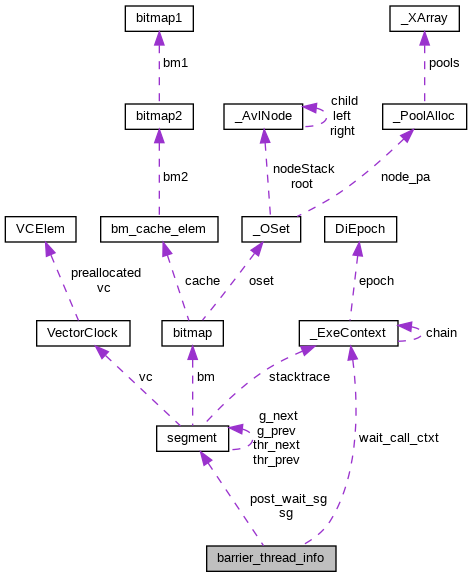 bitmap1
_XArray
bm1
pools
bitmap2
_AvlNode
child
left
right
_PoolAlloc
bm2
nodeStack
root
node_pa
VCElem
bm_cache_elem
_OSet
DiEpoch
preallocated
vc
cache
oset
epoch
VectorClock
bitmap
_ExeContext
chain
vc
bm
stacktrace
segment
g_next
g_prev
thr_next
thr_prev
wait_call_ctxt
post_wait_sg
sg
barrier_thread_info